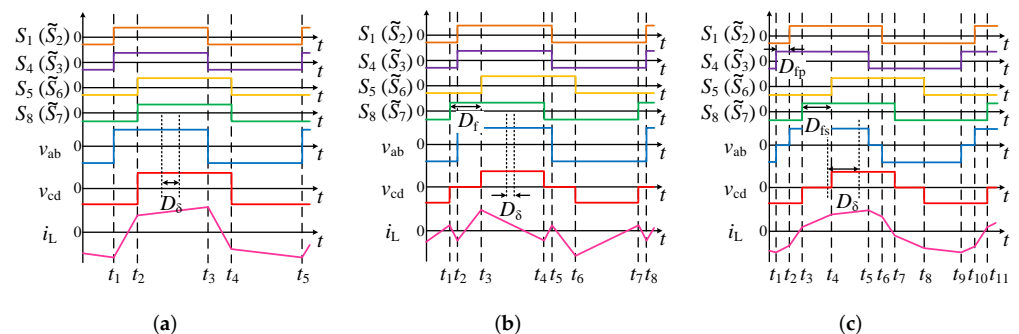 S1 (S̃2) 0 t
S4 (S̃3) 0 t
S5 (S̃6) 0 t
S8 (S̃7) 0 t
vab 0 t
vcd 0 t
Dδ
iL 0 t
t1 t2 t3 t4 t5
(a)
S1 (S̃2) 0 t
S4 (S̃3) 0 t
S5 (S̃6) 0 t
S8 (S̃7) 0 t
Df
vab 0 t
vcd 0 t
Dδ
iL 0 t
t1 t2 t3 t4 t5 t6 t7 t8
(b)
S1 (S̃2) 0 t
S4 (S̃3) 0 t
Dfp
S5 (S̃6) 0 t
S8 (S̃7) 0 t
Dfs
vab 0 t
vcd 0 t
Dδ
iL 0 t
t1 t2 t3 t4 t5 t6 t7 t8 t9 t10 t11
(c)